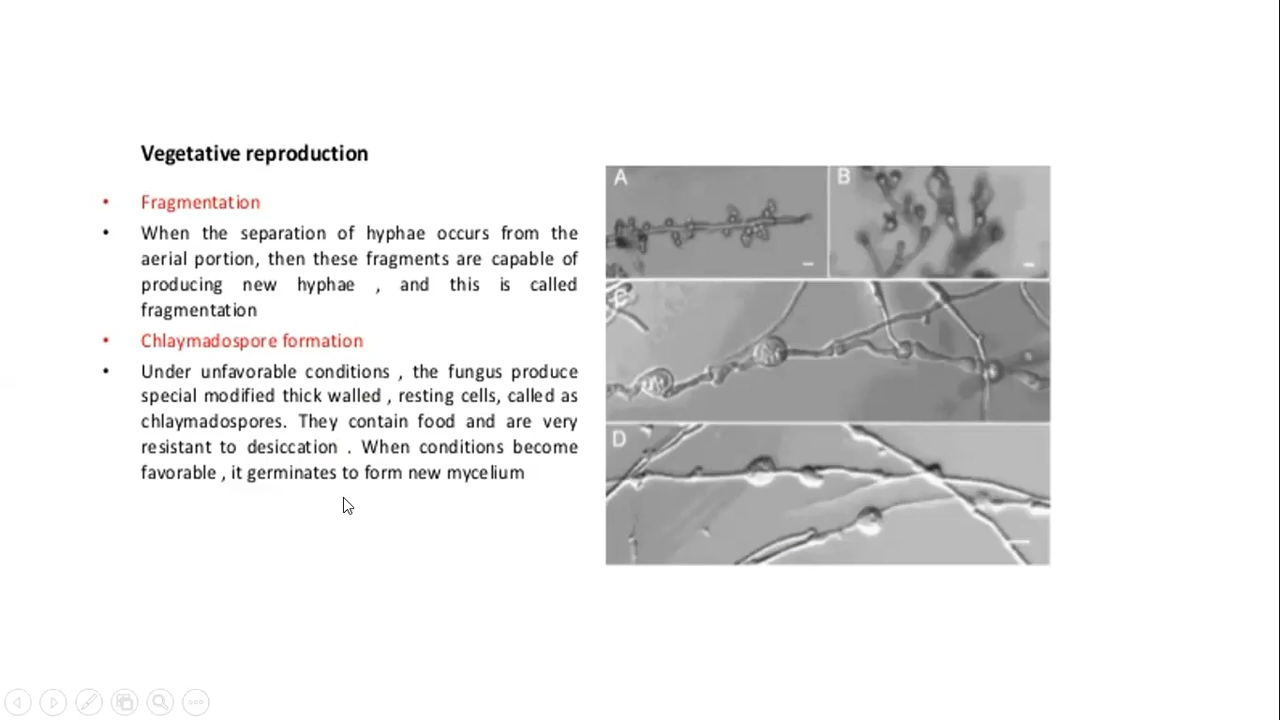 Vegetative reproduction
• Fragmentation
• When the separation of hyphae occurs from the
aerial portion, then these fragments are capable of
producing new hyphae , and this is called
fragmentation
• Chlaymadospore formation
• Under unfavorable conditions , the fungus produce
special modified thick walled , resting cells, called as
chlaymadospores. They contain food and are very
resistant to desiccation . When conditions become
favorable , it germinates to form new mycelium
A
B
C
D